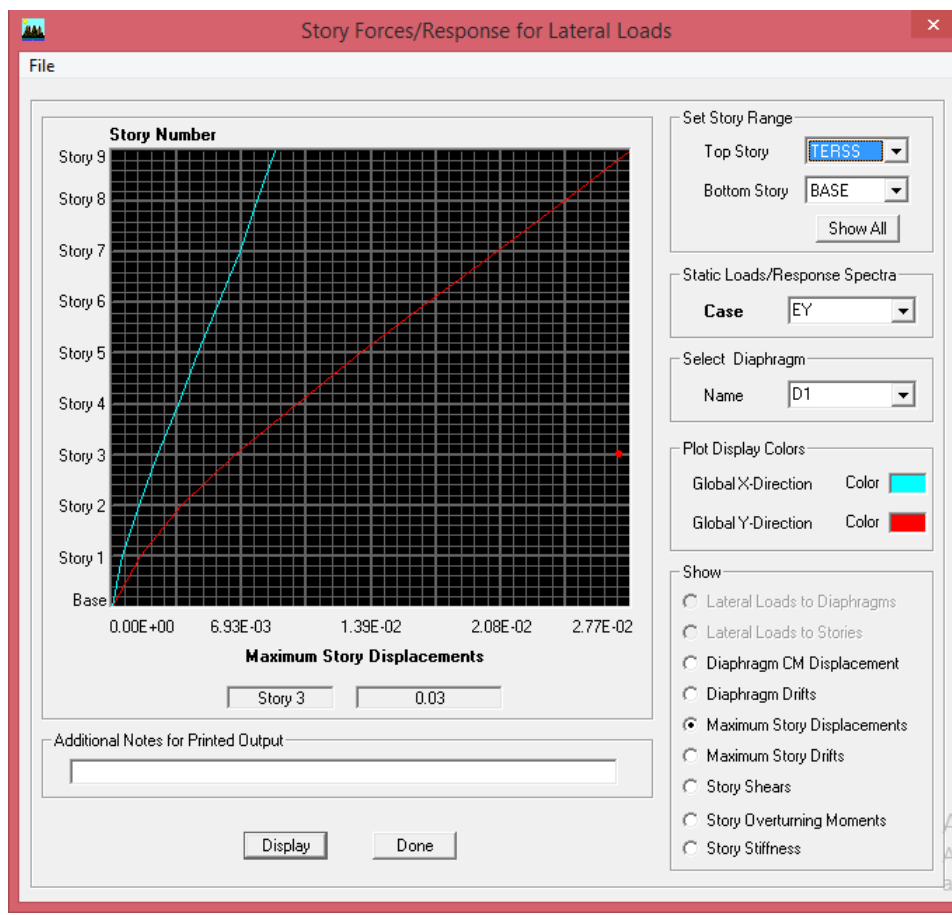 Story Forces/Response for Lateral Loads
File
Story Number
Story 9
Story 8
Story 7
Story 6
Story 5
Story 4
Story 3
Story 2
Story 1
Base
0.00E+00 6.93E-03 1.39E-02 2.08E-02 2.77E-02
Maximum Story Displacements
Story 3 0.03
Additional Notes for Printed Output
Display Done
Set Story Range
Top Story TERSS
Bottom Story BASE
Show All
Static Loads/Response Spectra
Case EY
Select Diaphragm
Name D1
Plot Display Colors
Global X-Direction Color
Global Y-Direction Color
Show
Lateral Loads to Diaphragms
Lateral Loads to Stories
Diaphragm CM Displacement
Diaphragm Drifts
Maximum Story Displacements
Maximum Story Drifts
Story Shears
Story Overturning Moments
Story Stiffness